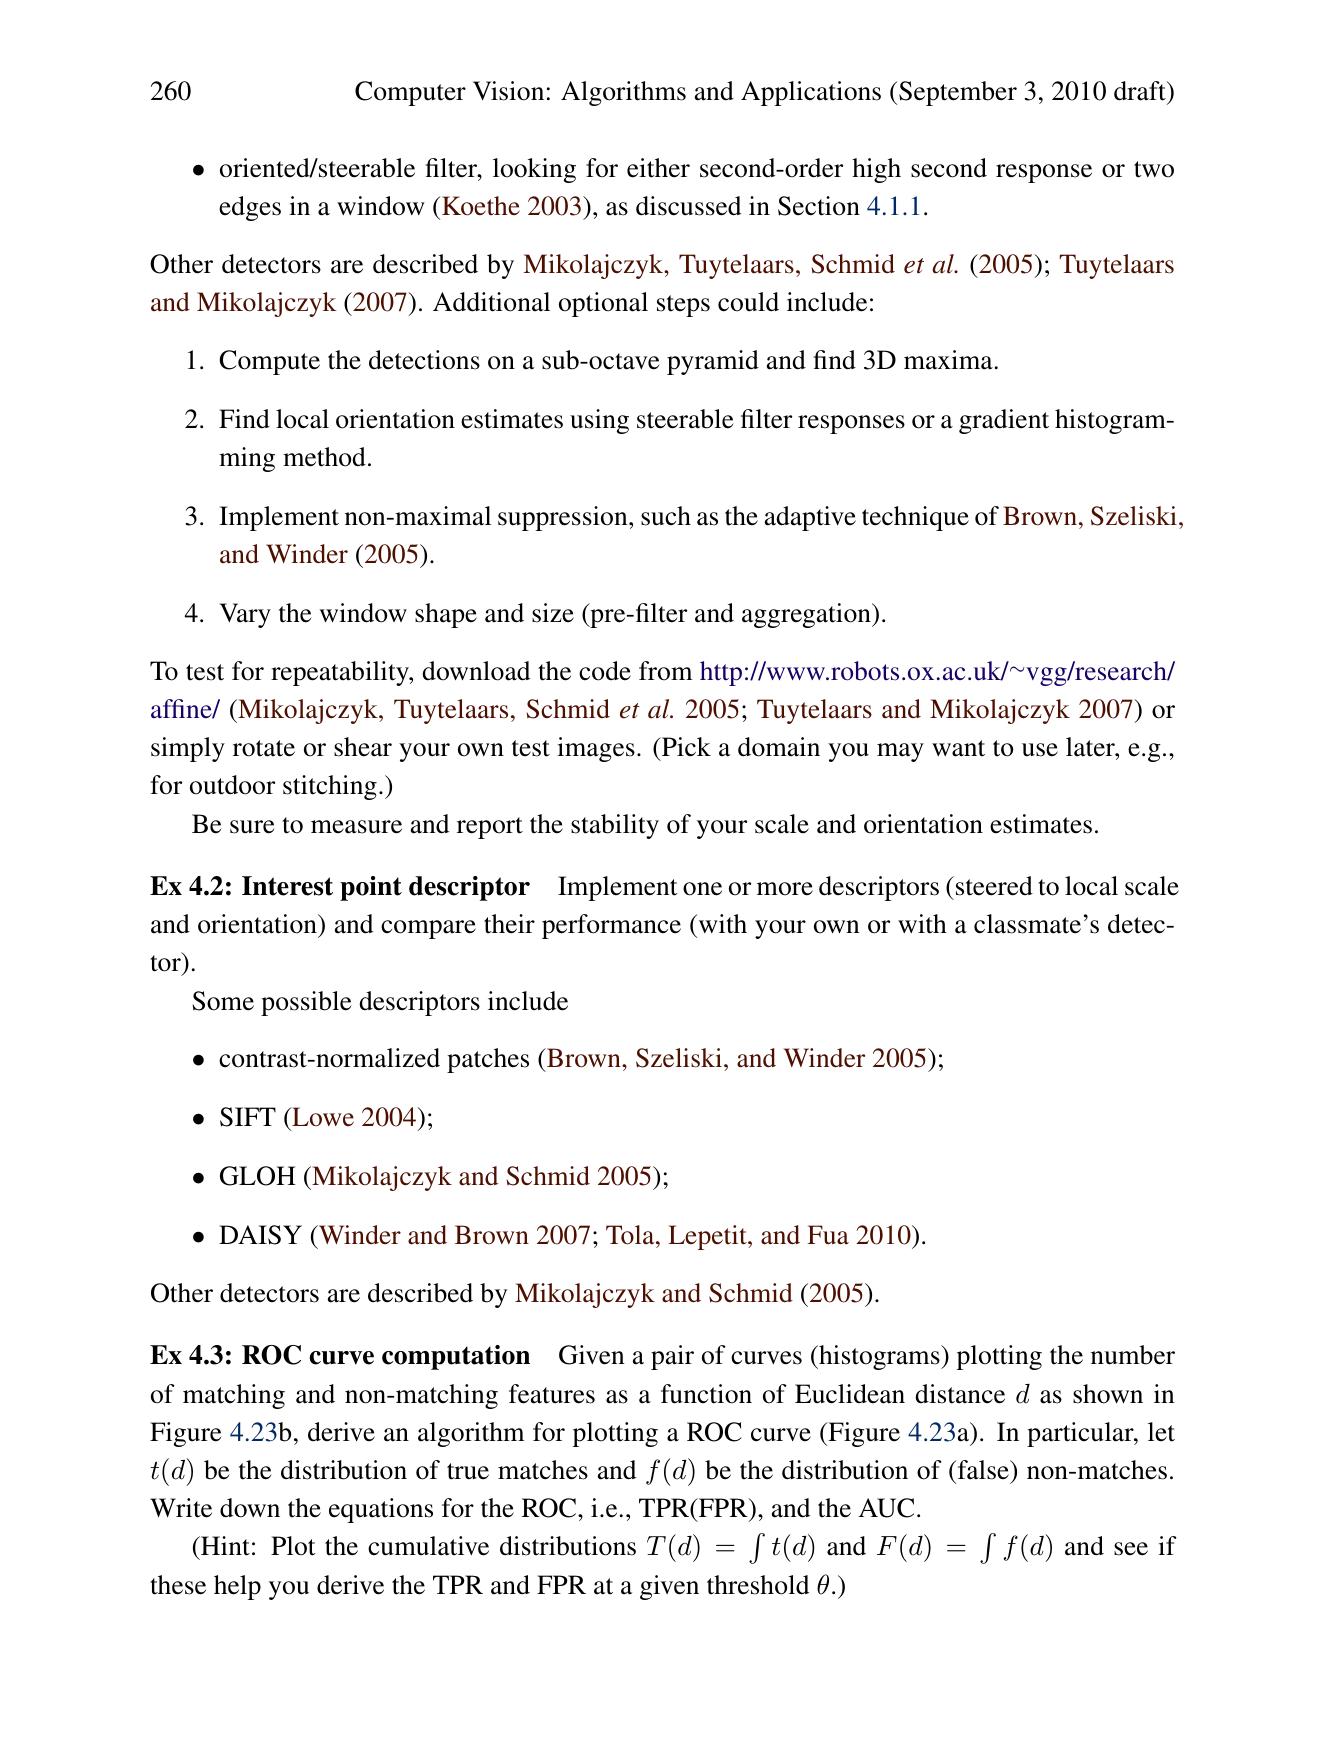 260 Computer Vision: Algorithms and Applications (September 3, 2010 draft)
• oriented/steerable filter, looking for either second-order high second response or two
edges in a window (Koethe 2003), as discussed in Section 4.1.1.
Other detectors are described by Mikolajczyk, Tuytelaars, Schmid et al. (2005); Tuytelaars
and Mikolajczyk (2007). Additional optional steps could include:
1. Compute the detections on a sub-octave pyramid and find 3D maxima.
2. Find local orientation estimates using steerable filter responses or a gradient histogram-
ming method.
3. Implement non-maximal suppression, such as the adaptive technique of Brown, Szeliski,
and Winder (2005).
4. Vary the window shape and size (pre-filter and aggregation).
To test for repeatability, download the code from http://www.robots.ox.ac.uk/~vgg/research/
affine/ (Mikolajczyk, Tuytelaars, Schmid et al. 2005; Tuytelaars and Mikolajczyk 2007) or
simply rotate or shear your own test images. (Pick a domain you may want to use later, e.g.,
for outdoor stitching.)
Be sure to measure and report the stability of your scale and orientation estimates.
Ex 4.2: Interest point descriptor Implement one or more descriptors (steered to local scale
and orientation) and compare their performance (with your own or with a classmate's detec-
tor).
Some possible descriptors include
• contrast-normalized patches (Brown, Szeliski, and Winder 2005);
• SIFT (Lowe 2004);
• GLOH (Mikolajczyk and Schmid 2005);
• DAISY (Winder and Brown 2007; Tola, Lepetit, and Fua 2010).
Other detectors are described by Mikolajczyk and Schmid (2005).
Ex 4.3: ROC curve computation Given a pair of curves (histograms) plotting the number
of matching and non-matching features as a function of Euclidean distance d as shown in
Figure 4.23b, derive an algorithm for plotting a ROC curve (Figure 4.23a). In particular, let
t(d) be the distribution of true matches and f(d) be the distribution of (false) non-matches.
Write down the equations for the ROC, i.e., TPR(FPR), and the AUC.
(Hint: Plot the cumulative distributions T(d) = ∫ t(d) and F(d) = ∫ f(d) and see if
these help you derive the TPR and FPR at a given threshold θ.)